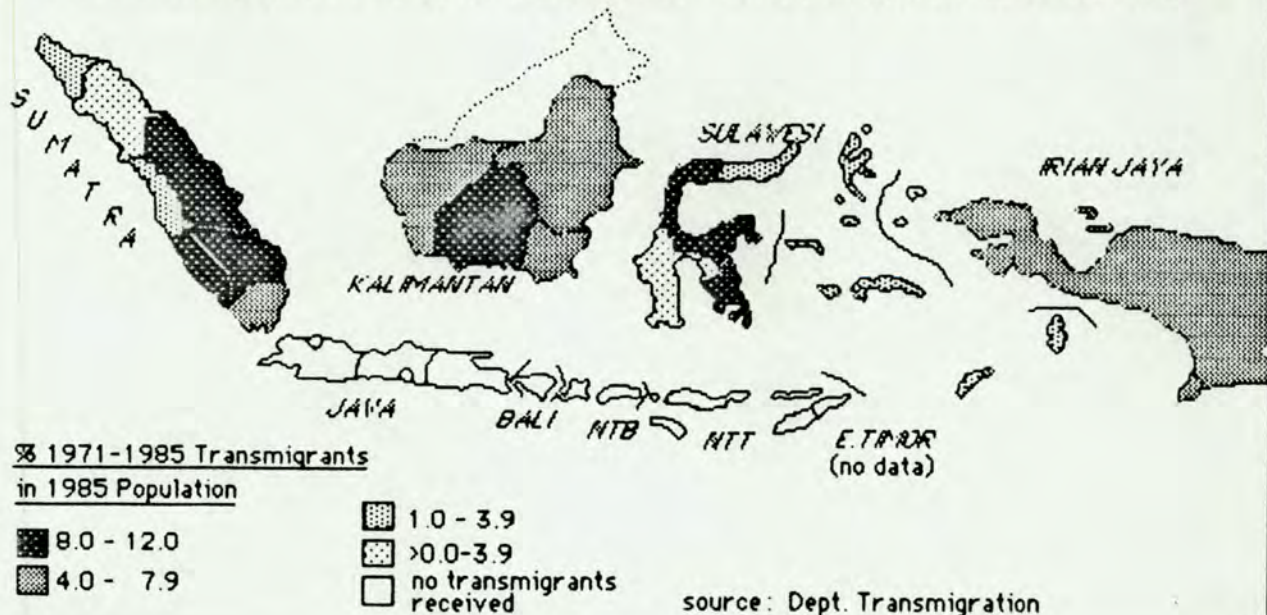 SUMATRA
KALIMANTAN
SULAWESI
IRIAN JAYA
JAVA
BALI
NTB
NTT
E.TIMOR
(no data)
% 1971-1985 Transmigrants
in 1985 Population
8.0 - 12.0
4.0 - 7.9
1.0 - 3.9
>0.0-3.9
no transmigrants
received
source: Dept. Transmigration